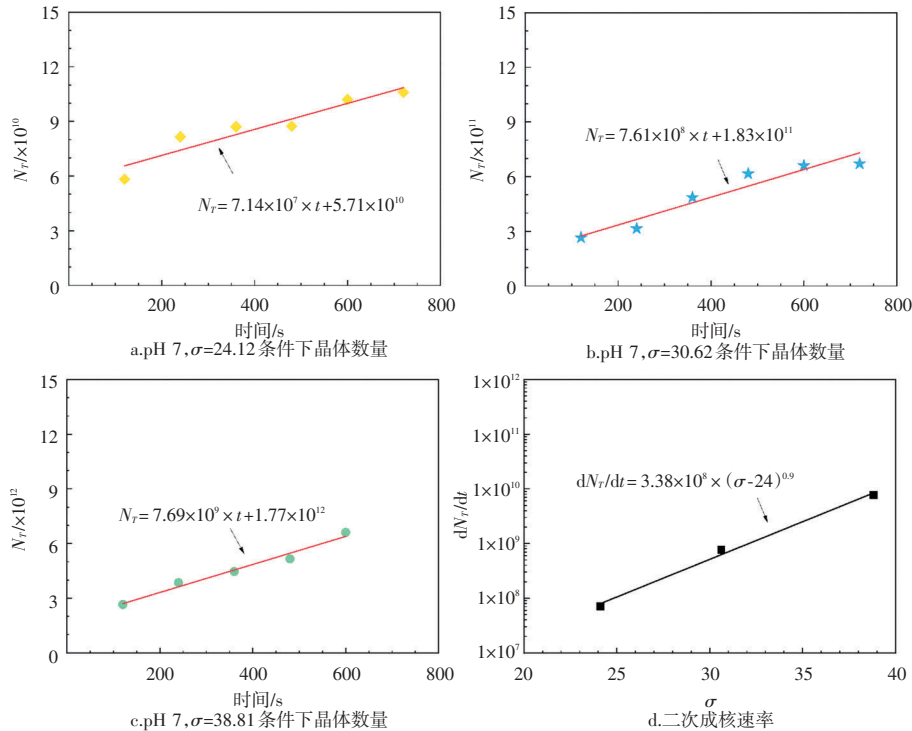 15
12
9
6
3
0
N_T/×10^10
N_T=7.14×10^7×t+5.71×10^10
200 400 600 800
时间/s
a.pH 7,σ=24.12条件下晶体数量
15
12
9
6
3
0
N_T/×10^11
N_T=7.61×10^8×t+1.83×10^11
200 400 600 800
时间/s
b.pH 7,σ=30.62条件下晶体数量
15
12
9
6
3
0
N_T/×10^12
N_T=7.69×10^9×t+1.77×10^12
200 400 600 800
时间/s
c.pH 7,σ=38.81条件下晶体数量
1×10^12
1×10^11
1×10^10
1×10^9
1×10^8
1×10^7
dN_T/dt
dN_T/dt=3.38×10^8×(σ-24)^0.9
20 25 30 35 40
σ
d.二次成核速率